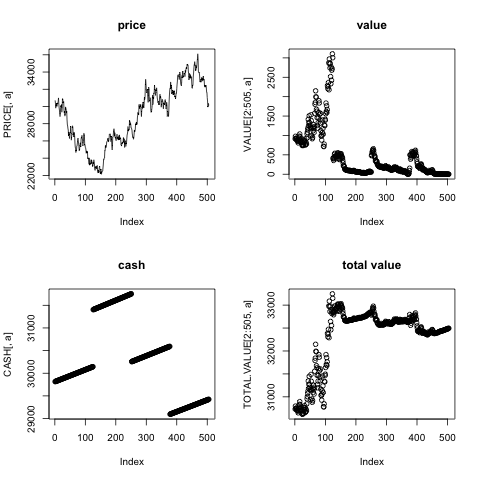 price
PRICE[, a]
22000 28000 34000
0 100 200 300 400 500
Index
value
VALUE[2:505, a]
0 500 1500 2500
0 100 200 300 400 500
Index
cash
CASH[, a]
29000 30000 31000
0 100 200 300 400 500
Index
total value
TOTAL.VALUE[2:505, a]
31000 32000 33000
0 100 200 300 400 500
Index